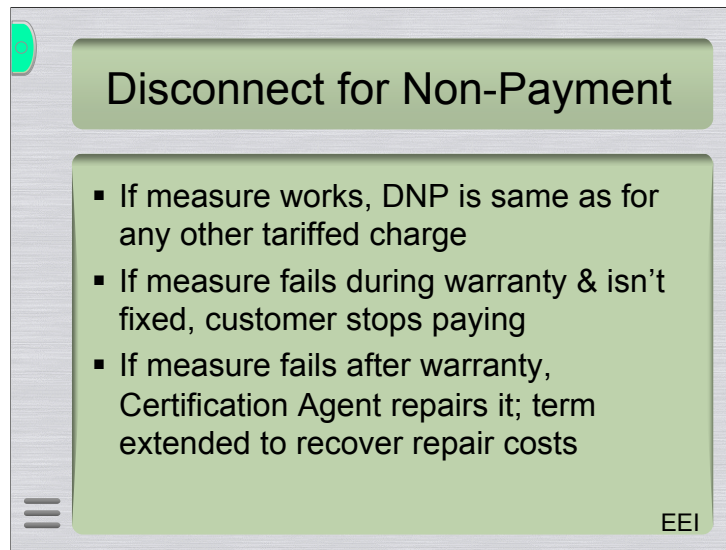 Disconnect for Non-Payment
▪ If measure works, DNP is same as for
any other tariffed charge
▪ If measure fails during warranty & isn’t
fixed, customer stops paying
▪ If measure fails after warranty,
Certification Agent repairs it; term
extended to recover repair costs
EEI